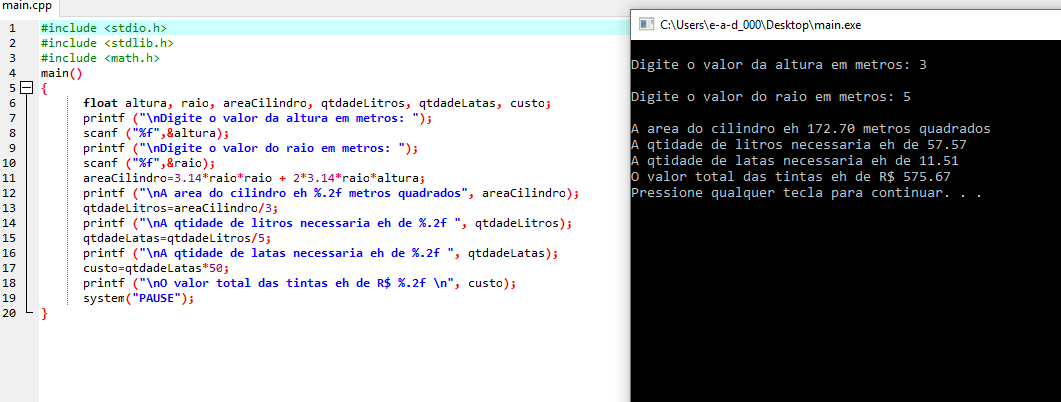 main.cpp
1 #include <stdio.h>
2 #include <stdlib.h>
3 #include <math.h>
4 main()
5 {
6 float altura, raio, areaCilindro, qtdadeLitros, qtdadeLatas, custo;
7 printf ("\nDigite o valor da altura em metros: ");
8 scanf ("%f",&altura);
9 printf ("\nDigite o valor do raio em metros: ");
10 scanf ("%f",&raio);
11 areaCilindro=3.14*raio*raio + 2*3.14*raio*altura;
12 printf ("\nA area do cilindro eh %.2f metros quadrados", areaCilindro);
13 qtdadeLitros=areaCilindro/3;
14 printf ("\nA qtidade de litros necessaria eh de %.2f ", qtdadeLitros);
15 qtdadeLatas=qtdadeLitros/5;
16 printf ("\nA qtidade de latas necessaria eh de %.2f ", qtdadeLatas);
17 custo=qtdadeLatas*50;
18 printf ("\nO valor total das tintas eh de R$ %.2f \n", custo);
19 system("PAUSE");
20 }
C:\Users\e-a-d_000\Desktop\main.exe
Digite o valor da altura em metros: 3
Digite o valor do raio em metros: 5
A area do cilindro eh 172.70 metros quadrados
A qtidade de litros necessaria eh de 57.57
A qtidade de latas necessaria eh de 11.51
O valor total das tintas eh de R$ 575.67
Pressione qualquer tecla para continuar. . .